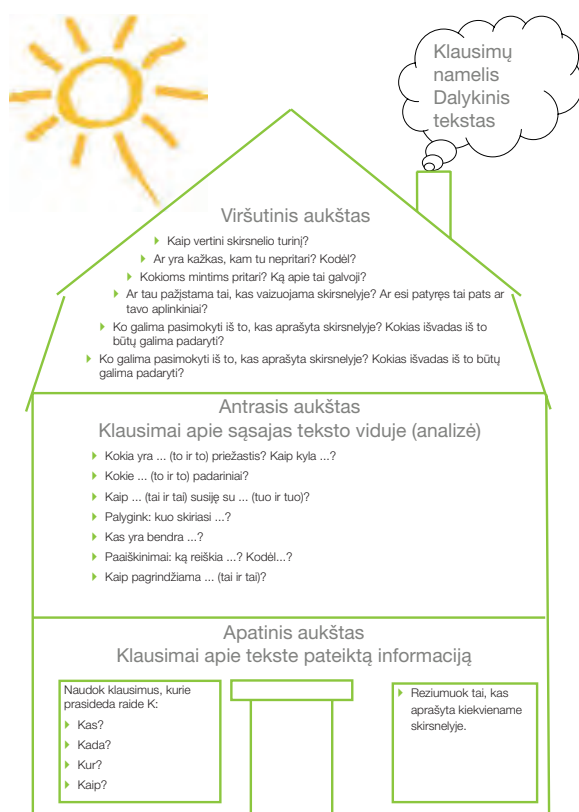 Klausimų
namelis
Dalykinis
tekstas
Viršutinis aukštas
Kaip vertini skirsnelio turinį?
Ar yra kažkas, kam tu nepritari? Kodėl?
Kokioms mintims pritari? Ką apie tai galvoji?
Ar tau pažįstama tai, kas vaizduojama skirsnelyje? Ar esi patyręs tai pats ar
tavo aplinkiniai?
Ko galima pasimokyti iš to, kas aprašyta skirsnelyje? Kokias išvadas iš to
būtų galima padaryti?
Ko galima pasimokyti iš to, kas aprašyta skirsnelyje? Kokias išvadas iš to būtų
galima padaryti?
Antrasis aukštas
Klausimai apie sąsajas teksto viduje (analizė)
Kokia yra ... (to ir to) priežastis? Kaip kyla ...?
Kokie ... (to ir to) padariniai?
Kaip ... (tai ir tai) susiję su ... (tuo ir tuo)?
Palygink: kuo skiriasi ...?
Kas yra bendra ...?
Paaiškinimai: ką reiškia ...? Kodėl...?
Kaip pagrindžiama ... (tai ir tai)?
Apatinis aukštas
Klausimai apie tekste pateiktą informaciją
Naudok klausimus, kurie
prasideda raide K:
Kas?
Kada?
Kur?
Kaip?
Reziumuok tai, kas
aprašyta kiekviename
skirsnelyje.